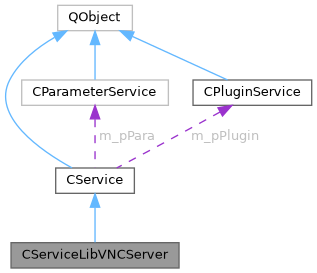 QObject
CParameterService
CPluginService
m_pPara
m_pPlugin
CService
CServiceLibVNCServer